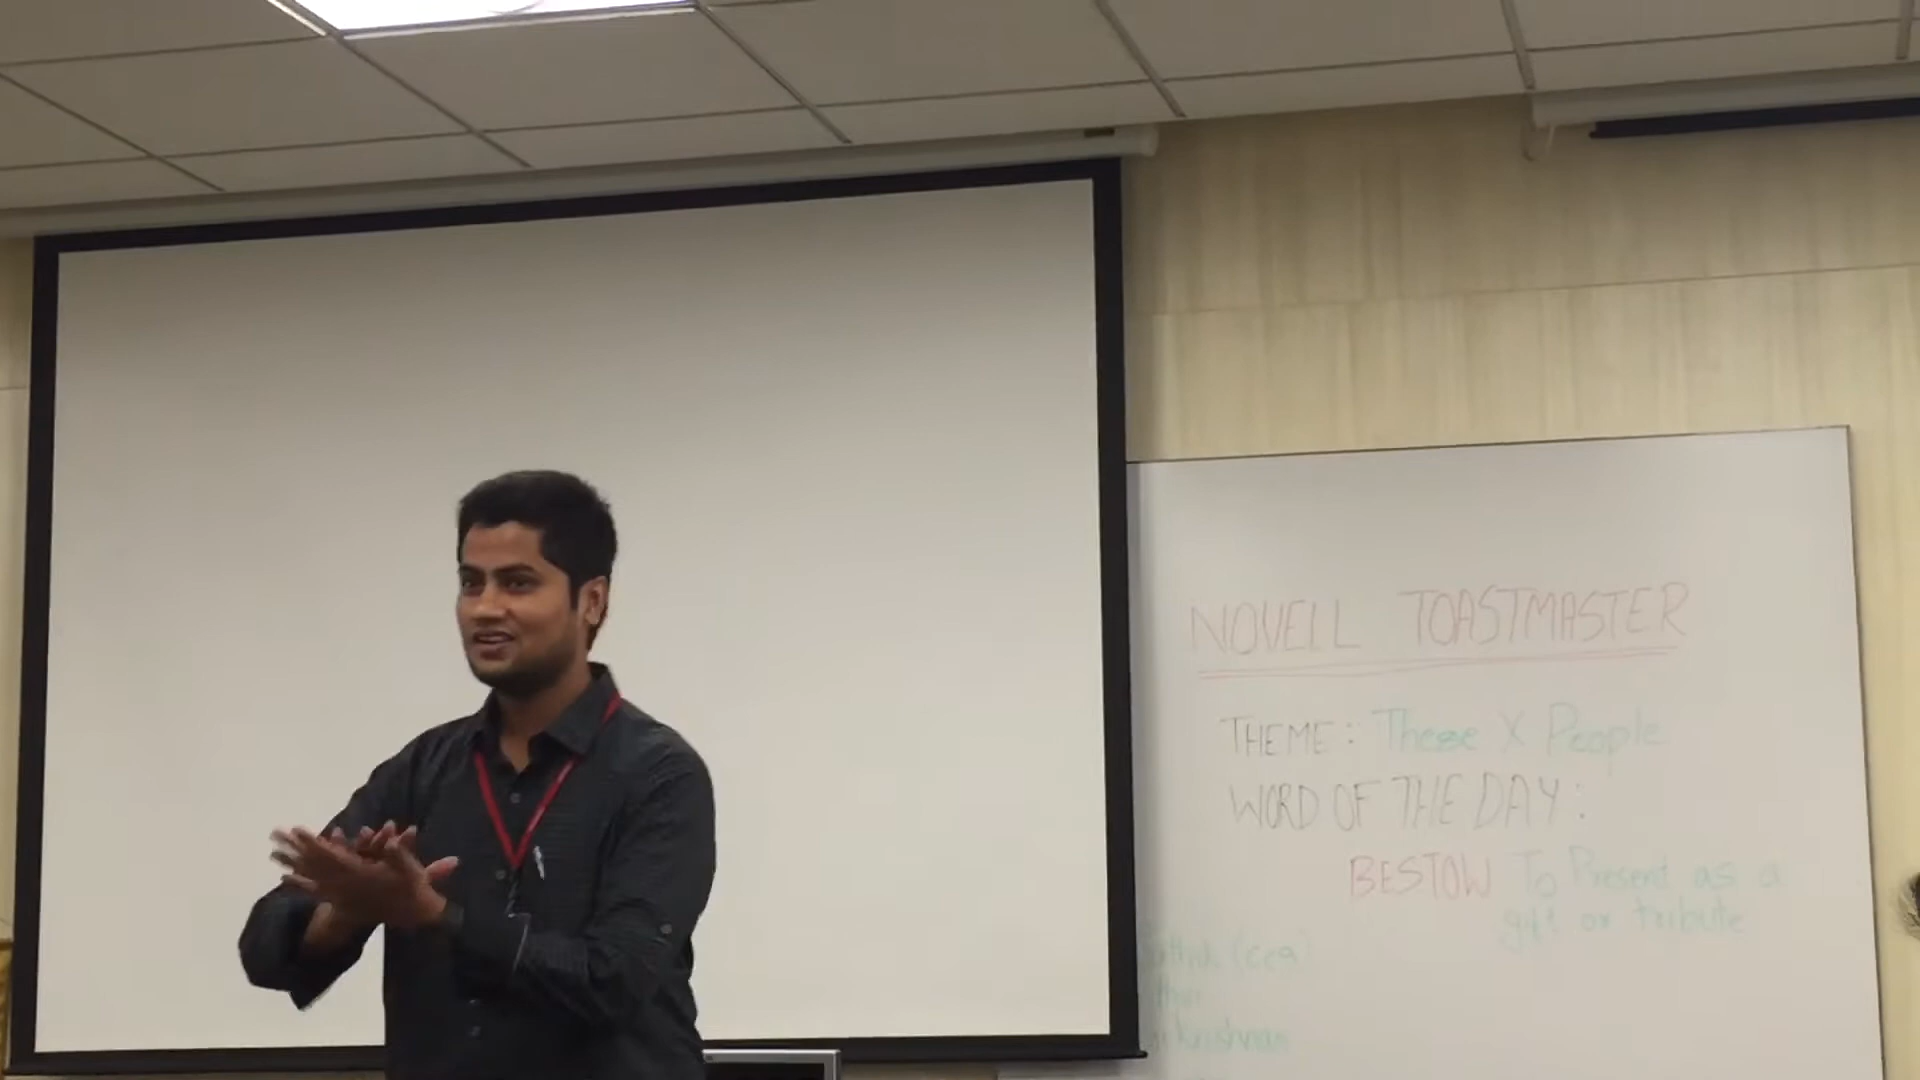 NOVELL TOASTMASTER
THEME: These X People
WORD OF THE DAY:
BESTOW To Present as a
gift or tribute